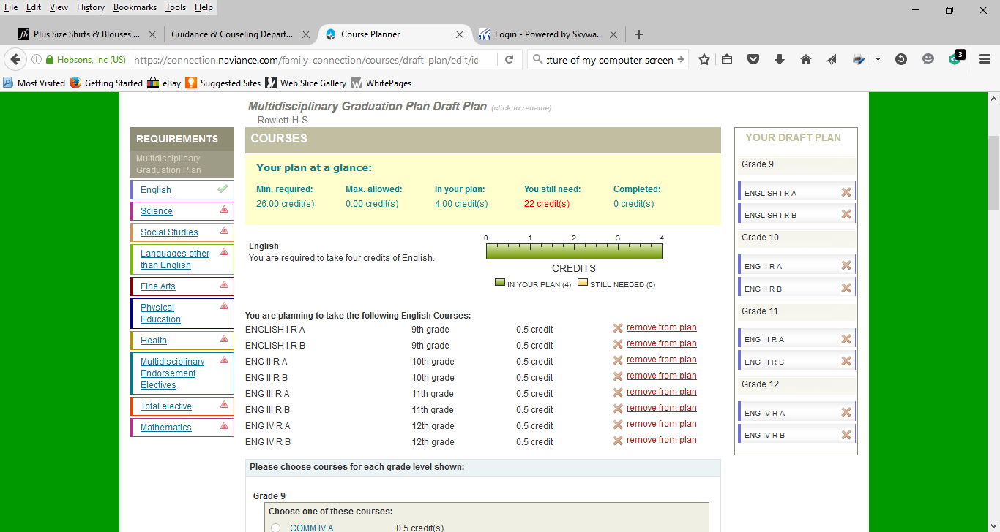 File Edit View History Bookmarks Tools Help
Plus Size Shirts & Blouses ... Guidance & Couseling Depart... Course Planner Login - Powered by Skywa...
Hobsons, Inc (US) https://connection.naviance.com/family-connection/courses/draft-plan/edit/id :ture of my computer screen 3
Most Visited Getting Started eBay Suggested Sites Web Slice Gallery WhitePages
Multidisciplinary Graduation Plan Draft Plan (click to rename)
Rowlett H S
REQUIREMENTS
Multidisciplinary
Graduation Plan
English
Science
Social Studies
Languages other
than English
Fine Arts
Physical
Education
Health
Multidisciplinary
Endorsement
Electives
Total elective
Mathematics
COURSES
Your plan at a glance:
Min. required: Max. allowed: In your plan: You still need: Completed:
26.00 credit(s) 0.00 credit(s) 4.00 credit(s) 22 credit(s) 0 credit(s)
English
You are required to take four credits of English.
0 1 2 3 4
CREDITS
IN YOUR PLAN (4) STILL NEEDED (0)
You are planning to take the following English Courses:
ENGLISH I R A 9th grade 0.5 credit remove from plan
ENGLISH I R B 9th grade 0.5 credit remove from plan
ENG II R A 10th grade 0.5 credit remove from plan
ENG II R B 10th grade 0.5 credit remove from plan
ENG III R A 11th grade 0.5 credit remove from plan
ENG III R B 11th grade 0.5 credit remove from plan
ENG IV R A 12th grade 0.5 credit remove from plan
ENG IV R B 12th grade 0.5 credit remove from plan
Please choose courses for each grade level shown:
Grade 9
Choose one of these courses:
COMM IV A 0.5 credit(s)
YOUR DRAFT PLAN
Grade 9
ENGLISH I R A
ENGLISH I R B
Grade 10
ENG II R A
ENG II R B
Grade 11
ENG III R A
ENG III R B
Grade 12
ENG IV R A
ENG IV R B